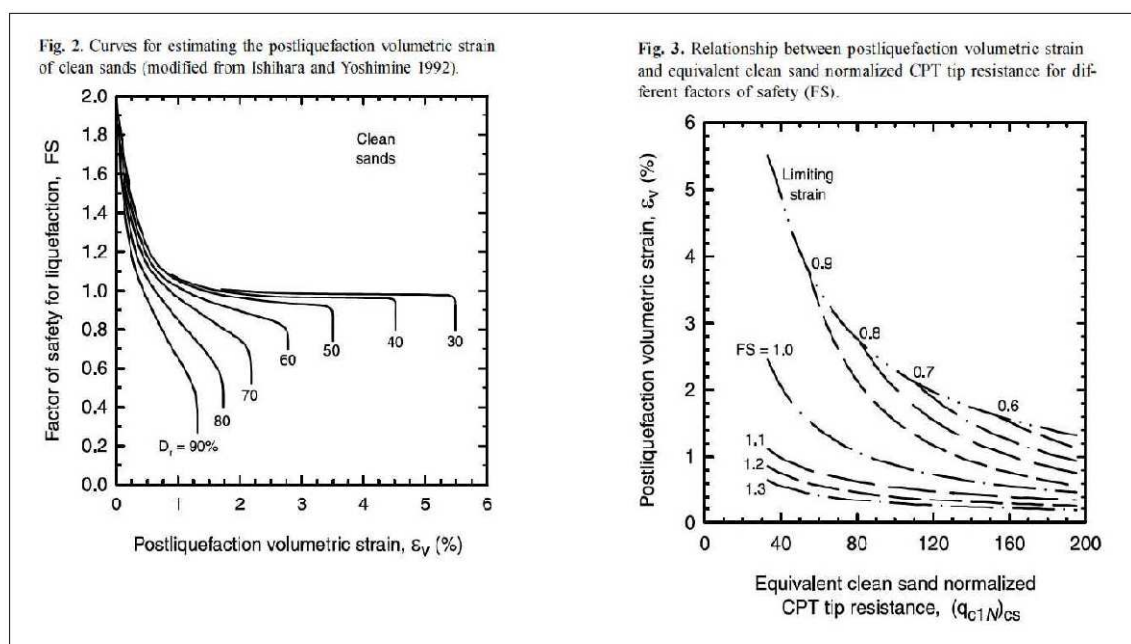 Fig. 2. Curves for estimating the postliquefaction volumetric strain
of clean sands (modified from Ishihara and Yoshimine 1992).
2.0
1.8
1.6
1.4
1.2
1.0
0.8
0.6
0.4
0.2
0.0
Factor of safety for liquefaction, FS
Clean
sands
30
40
50
60
70
80
Dr = 90%
0 1 2 3 4 5 6
Postliquefaction volumetric strain, εv (%)
Fig. 3. Relationship between postliquefaction volumetric strain
and equivalent clean sand normalized CPT tip resistance for dif-
ferent factors of safety (FS).
6
5
4
3
2
1
0
Postliquefaction volumetric strain, εv (%)
Limiting
strain
0.9
0.8
0.7
0.6
FS = 1.0
1.1
1.2
1.3
0 40 80 120 160 200
Equivalent clean sand normalized
CPT tip resistance, (qc1N)cs